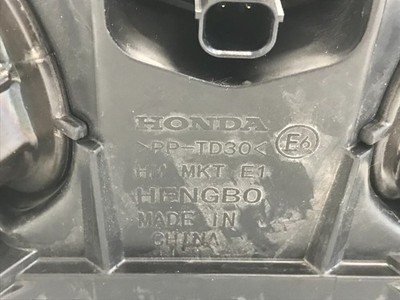 HONDA
>PP-TD30< E6
MKT E1
HENGBO
MADE IN
CHINA